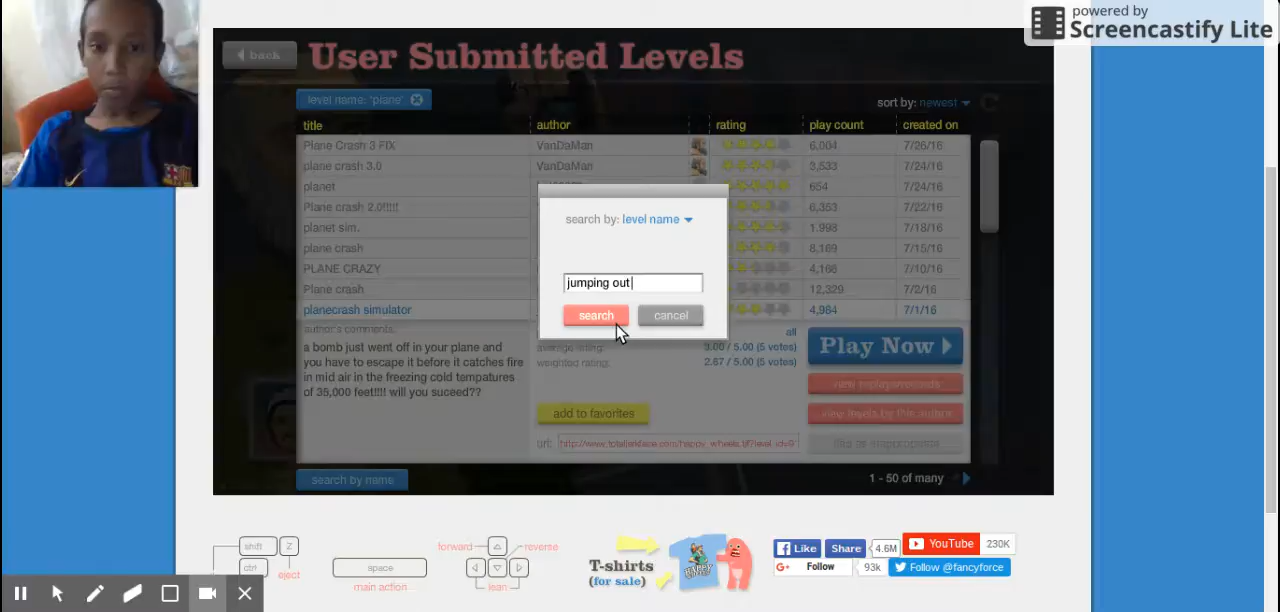 powered by
Screencastify Lite
back
User Submitted Levels
level name: "plane"
sort by: newest
title author rating play count created on
Plane Crash 3 FIX VanDaMan 6,004 7/26/16
plane crash 3.0 VanDaMan 3,533 7/24/16
planet 654 7/24/16
Plane crash 2.0!!!!! 6,353 7/22/16
planet sim. 1,998 7/18/16
plane crash 8,169 7/15/16
PLANE CRAZY 4,166 7/10/16
Plane crash 12,329 7/2/16
planecrash simulator 4,984 7/1/16
search by: level name
jumping out
search cancel
author's comments:
a bomb just went off in your plane and
you have to escape it before it catches fire
in mid air in the freezing cold tempatures
of 35,000 feet!!!! will you suceed??
all
average rating: 3.00 / 5.00 (5 votes)
weighted rating: 2.67 / 5.00 (5 votes)
add to favorites
url:
Play Now
view levels by this author
search by name
1 - 50 of many
shift Z
ctrl eject
space
main action
forward reverse
lean
T-shirts
(for sale)
Like Share 4.6M
YouTube 230K
Follow 93k
Follow @fancyforce